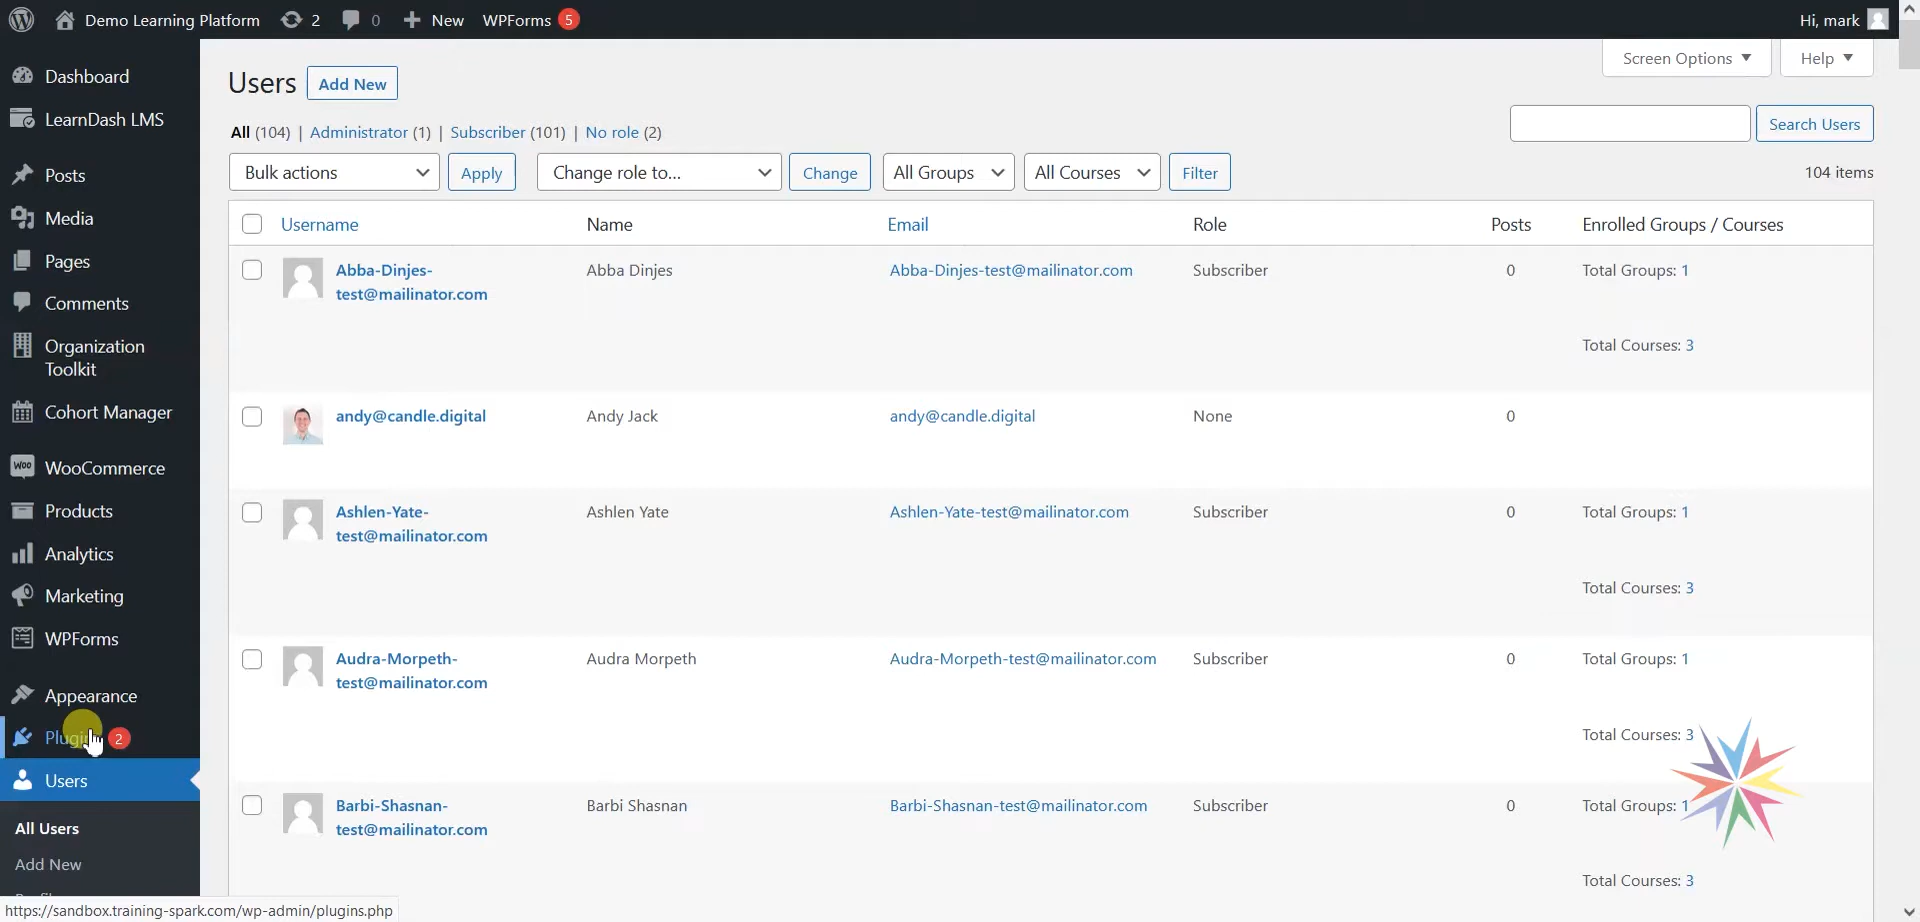 Demo Learning Platform 2 0 New WPForms 5 Hi, mark
Screen Options Help
Dashboard
LearnDash LMS
Posts
Media
Pages
Comments
Organization
Toolkit
Cohort Manager
WooCommerce
Products
Analytics
Marketing
WPForms
Appearance
2
Users
All Users
Add New
Users Add New
All (104) | Administrator (1) | Subscriber (101) | No role (2)
Search Users
Bulk actions Apply Change role to... Change All Groups All Courses Filter 104 items
Username Name Email Role Posts Enrolled Groups / Courses
Abba-Dinjes- Abba Dinjes Abba-Dinjes-test@mailinator.com Subscriber 0 Total Groups: 1
test@mailinator.com
Total Courses: 3
andy@candle.digital Andy Jack andy@candle.digital None 0
Ashlen-Yate- Ashlen Yate Ashlen-Yate-test@mailinator.com Subscriber 0 Total Groups: 1
test@mailinator.com
Total Courses: 3
Audra-Morpeth- Audra Morpeth Audra-Morpeth-test@mailinator.com Subscriber 0 Total Groups: 1
test@mailinator.com
Total Courses: 3
Barbi-Shasnan- Barbi Shasnan Barbi-Shasnan-test@mailinator.com Subscriber 0 Total Groups: 1
test@mailinator.com
Total Courses: 3
https://sandbox.training-spark.com/wp-admin/plugins.php